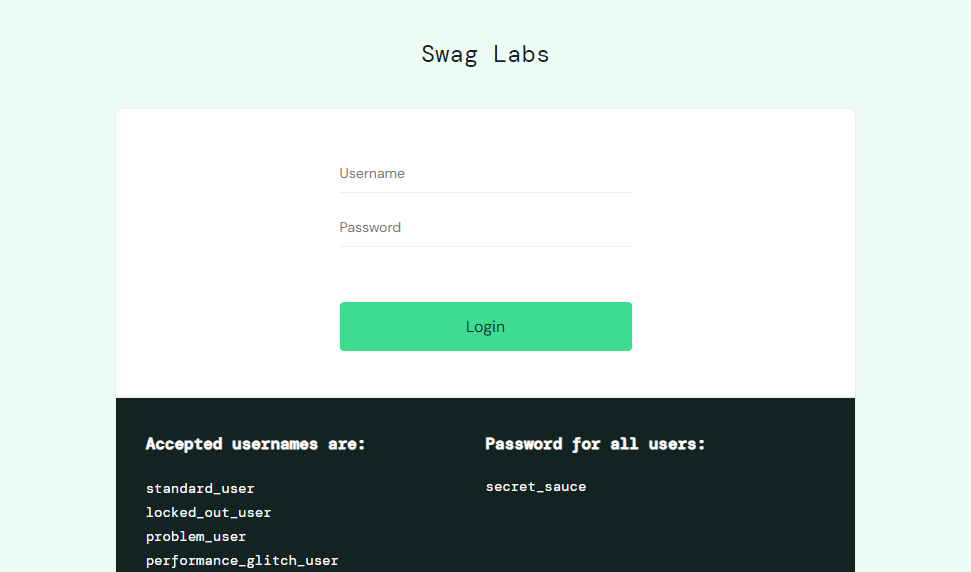 Swag Labs
Username
Password
Login
Accepted usernames are:
standard_user
locked_out_user
problem_user
performance_glitch_user
Password for all users:
secret_sauce